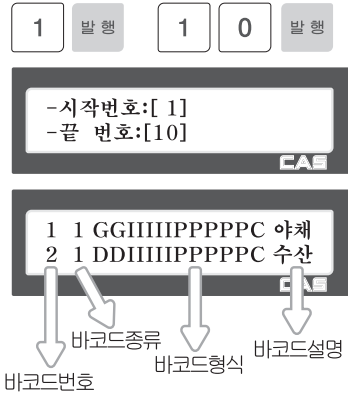 1 발행 1 0 발행
-시작번호:[ 1]
-끝 번호:[10]
CAS
1 1 GGIIIIIPPPPPC 야채
2 1 DDIIIIIPPPPPC 수산
CAS
바코드종류
바코드형식
바코드설명
바코드번호